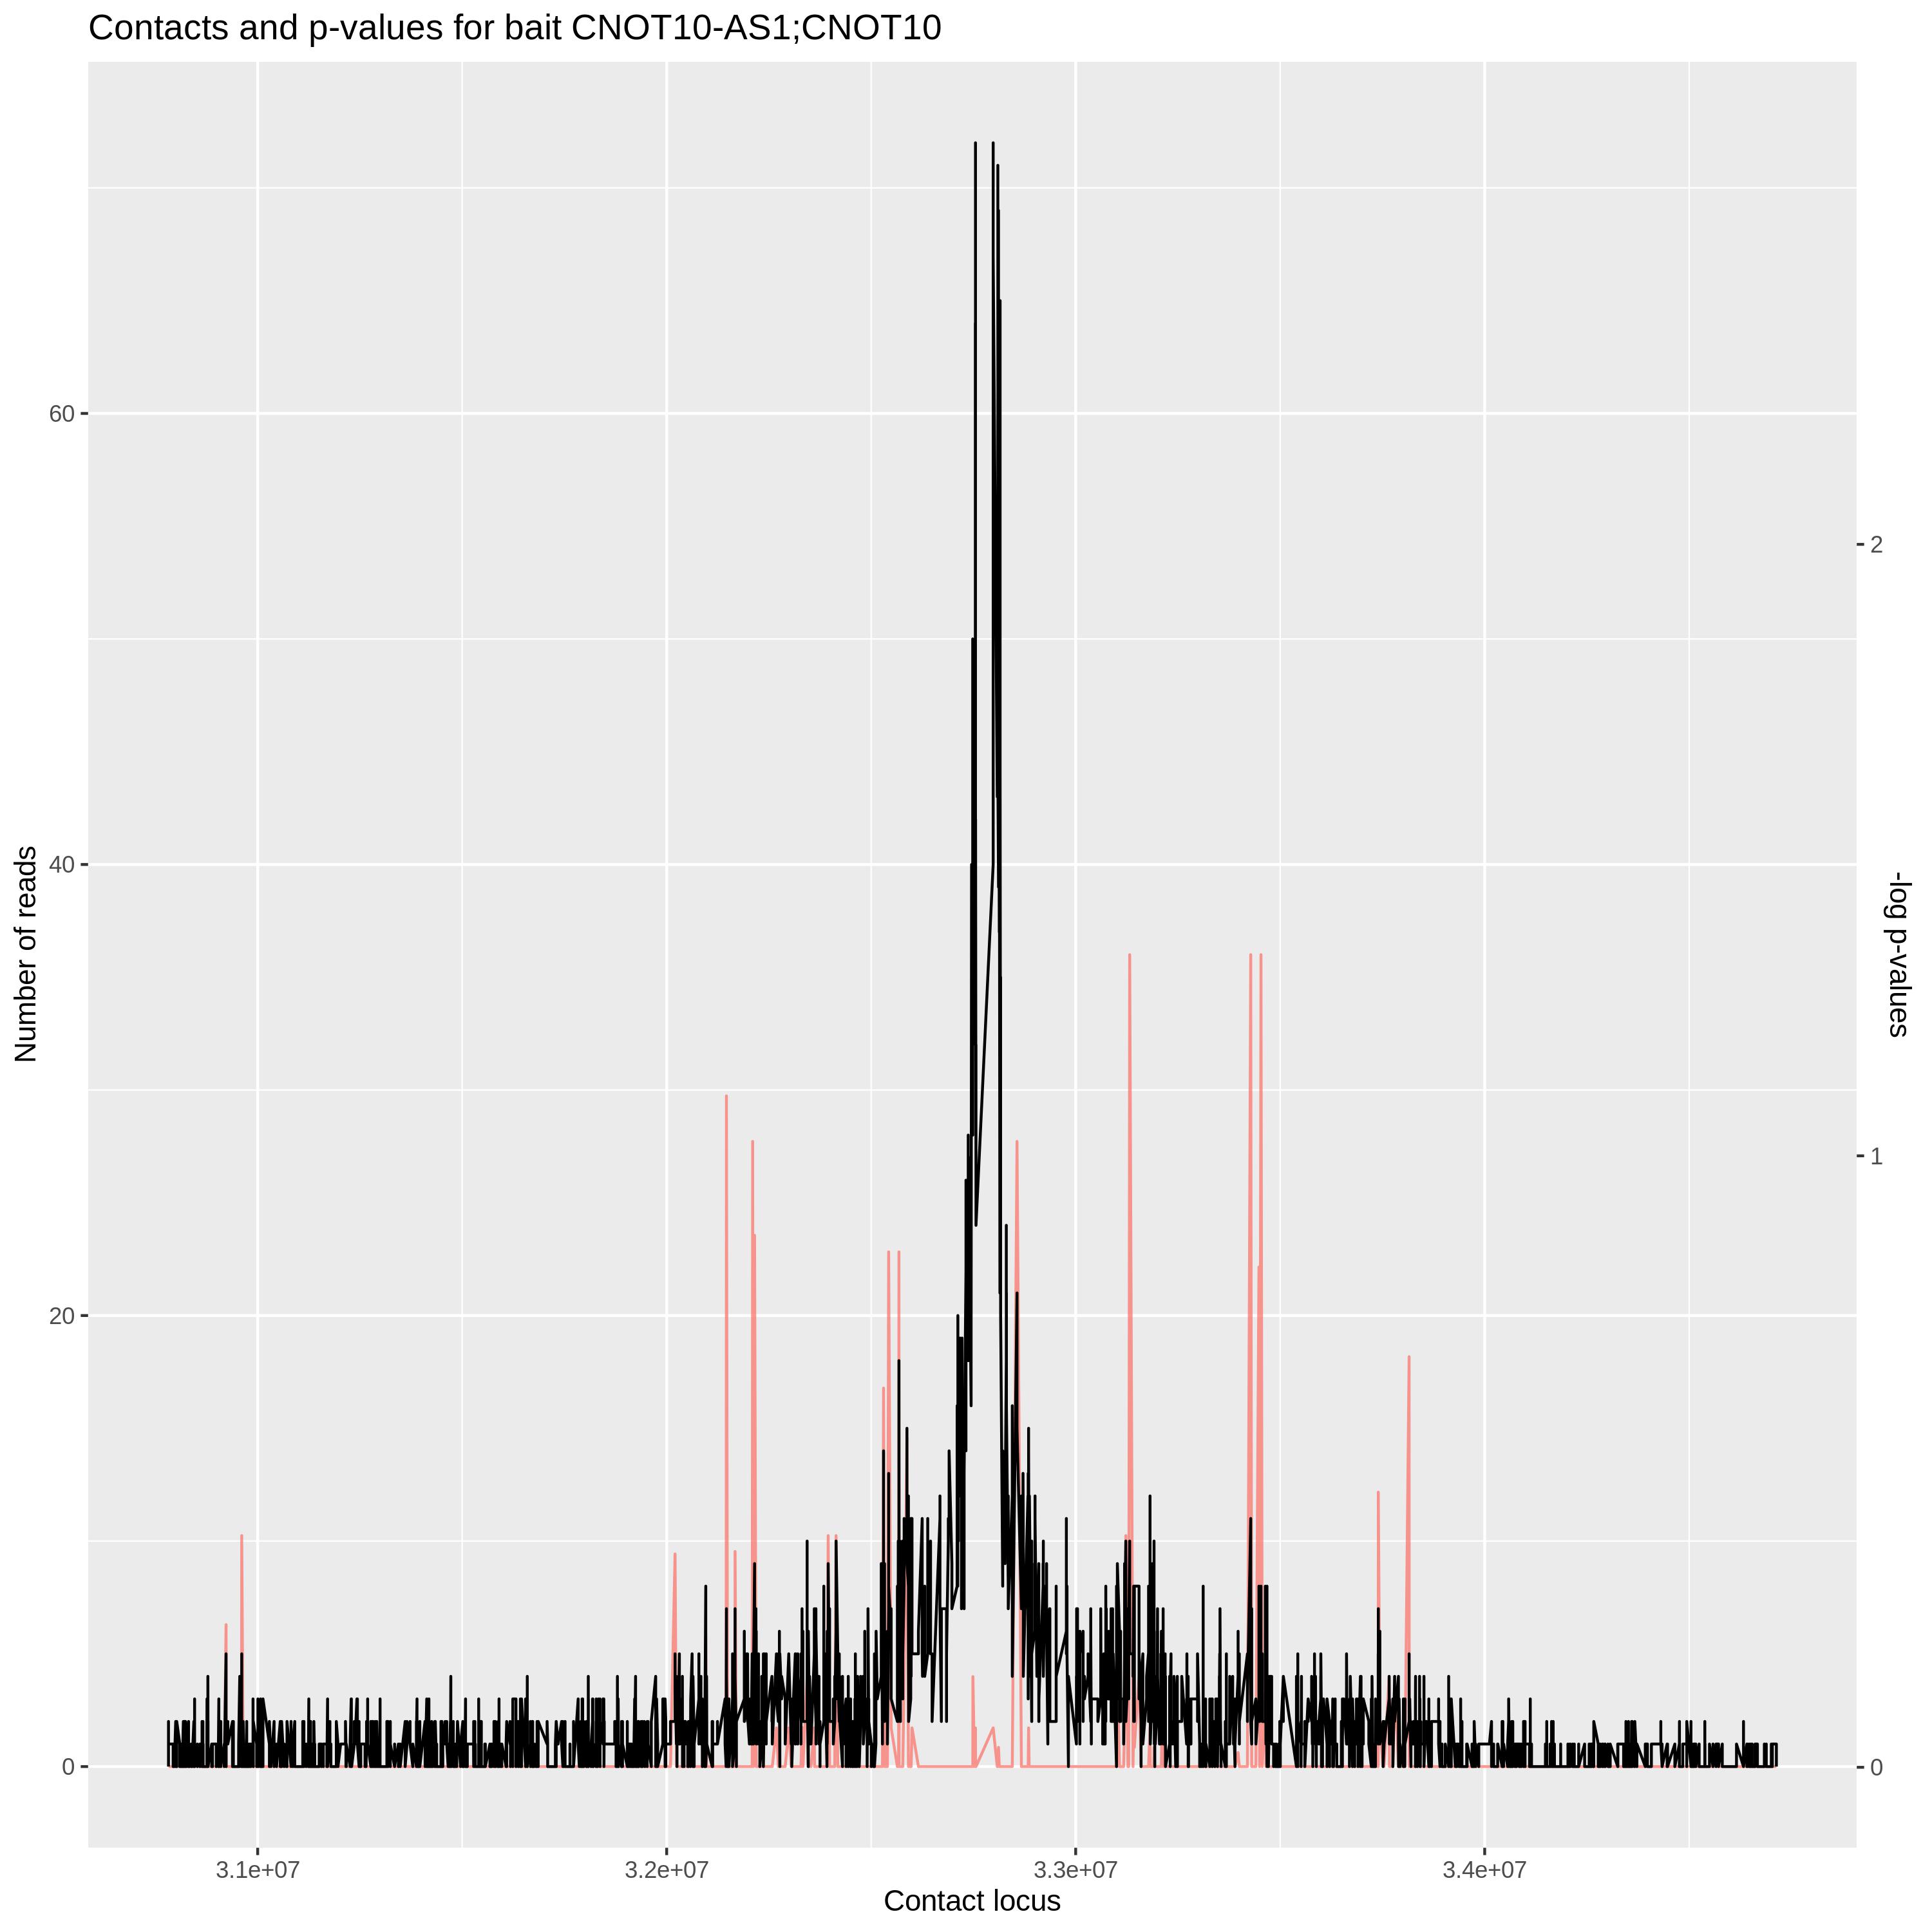 Contacts and p-values for bait CNOT10-AS1;CNOT10
60
40
20
0
Number of reads
2
1
0
-log p-values
3.1e+07 3.2e+07 3.3e+07 3.4e+07
Contact locus